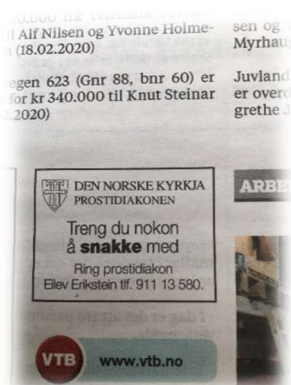 l Alf Nilsen og Yvonne Holme-
(18.02.2020)
egen 623 (Gnr 88, bnr 60) er
for kr 340.000 til Knut Steinar
.2020)
sen og
Myrhau
Juvland
er over
grethe J
DEN NORSKE KYRKJA
PROSTIDIAKONEN
Treng du nokon
å snakke med
Ring prostidiakon
Eilev Erikstein tlf. 911 13 580.
ARBE
VTB
www.vtb.no